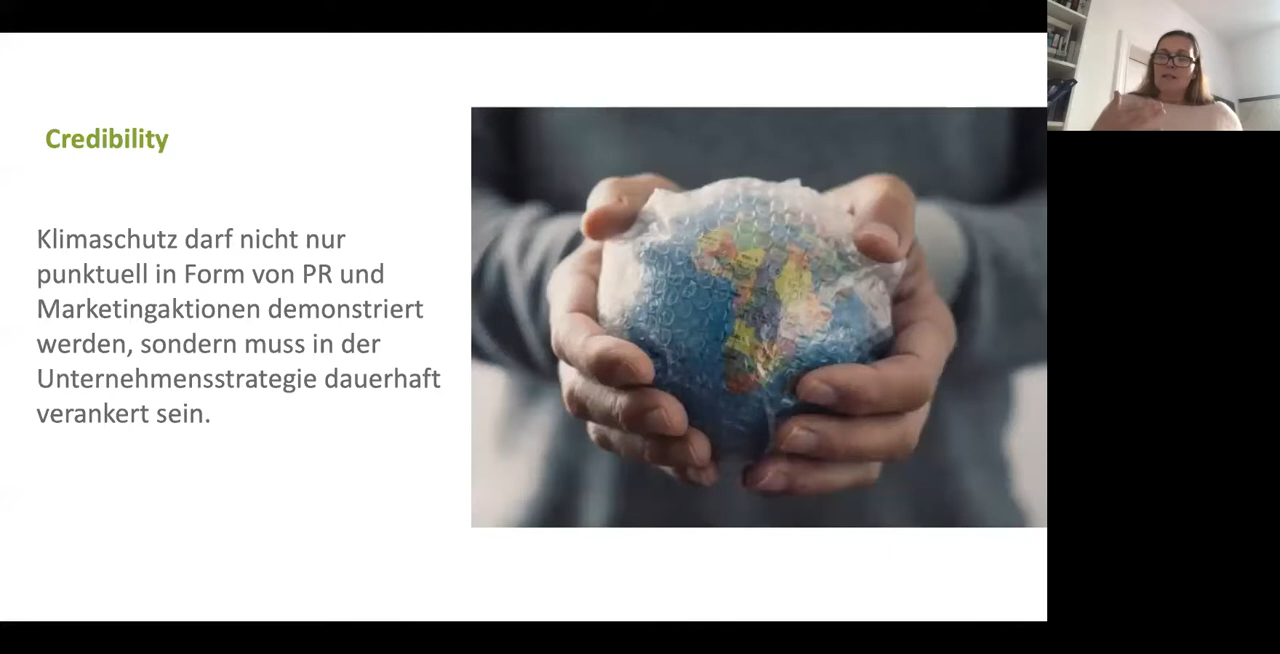 Credibility
Klimaschutz darf nicht nur
punktuell in Form von PR und
Marketingaktionen demonstriert
werden, sondern muss in der
Unternehmensstrategie dauerhaft
verankert sein.